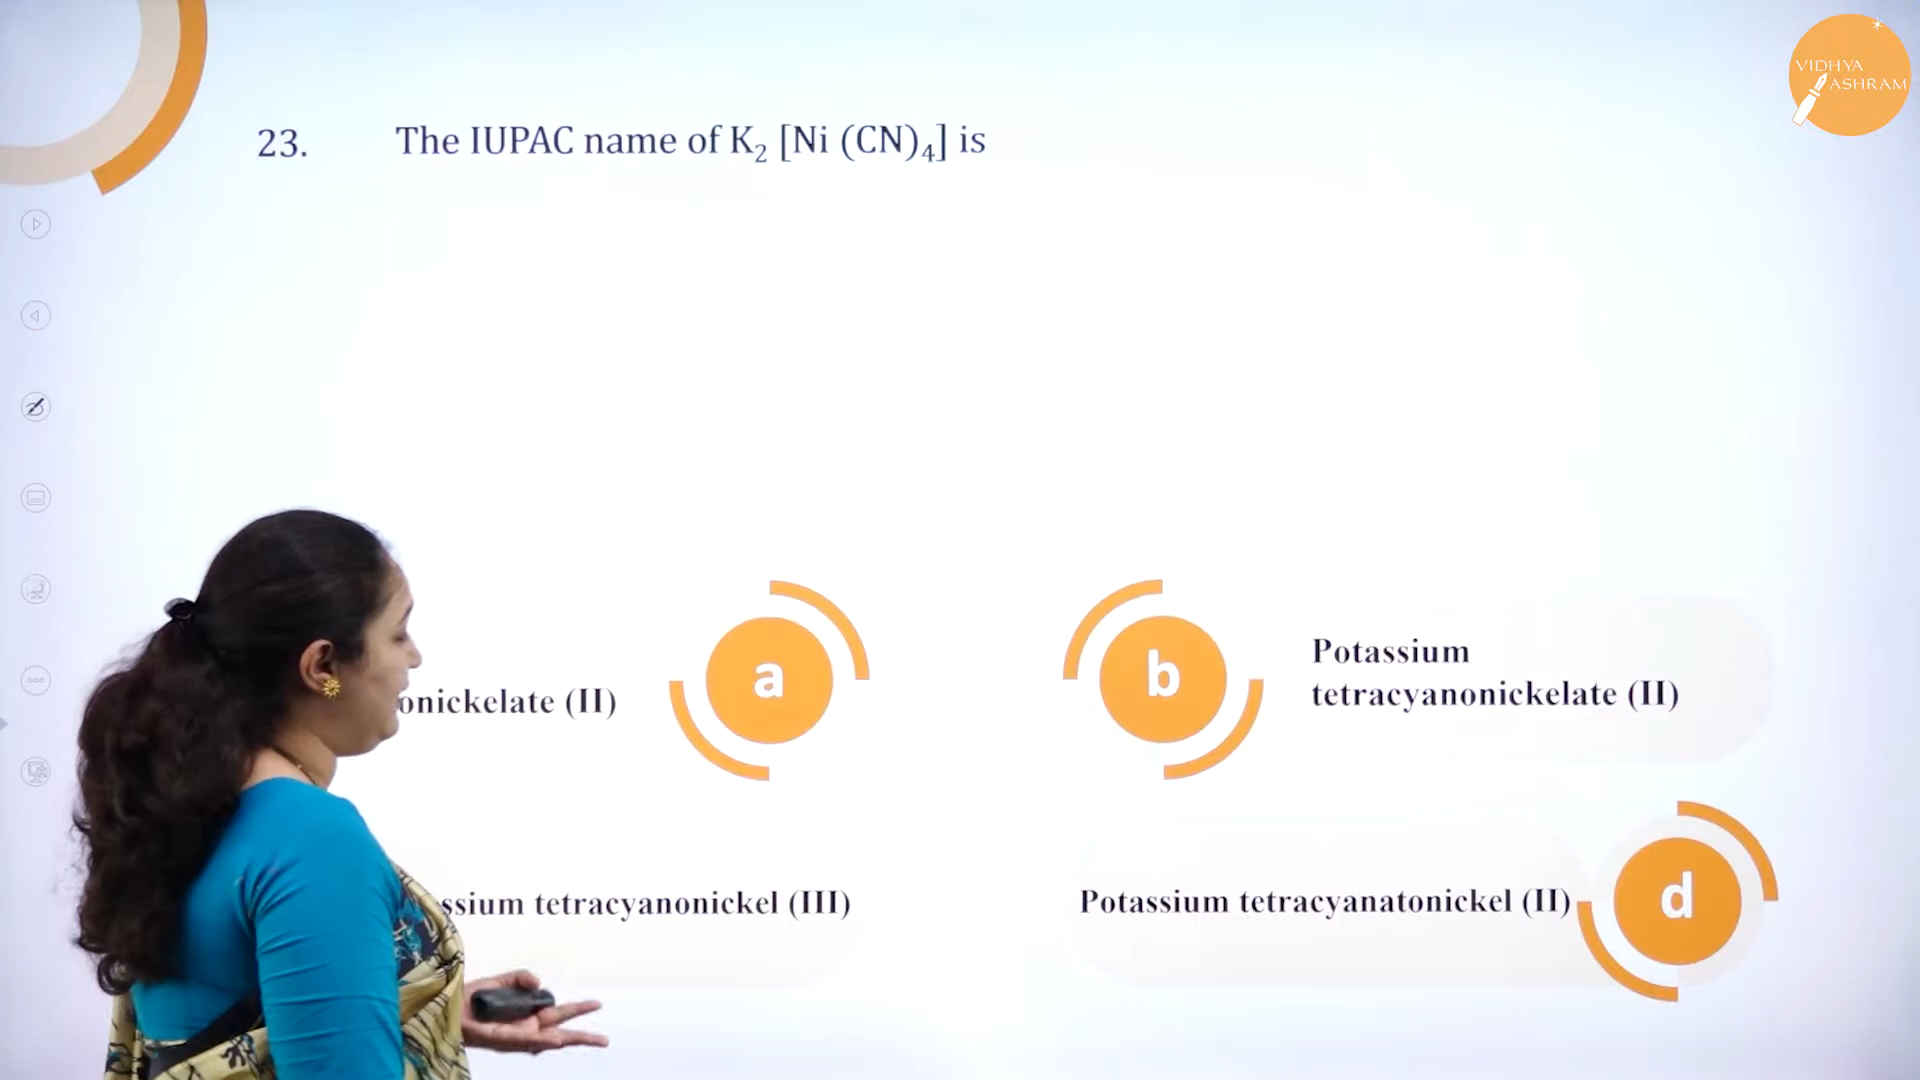 VIDHYA
ASHRAM
23. The IUPAC name of K₂ [Ni (CN)₄] is
onickelate (II)
a
b
Potassium
tetracyanonickelate (II)
ssium tetracyanonickel (III)
Potassium tetracyanatonickel (II)
d